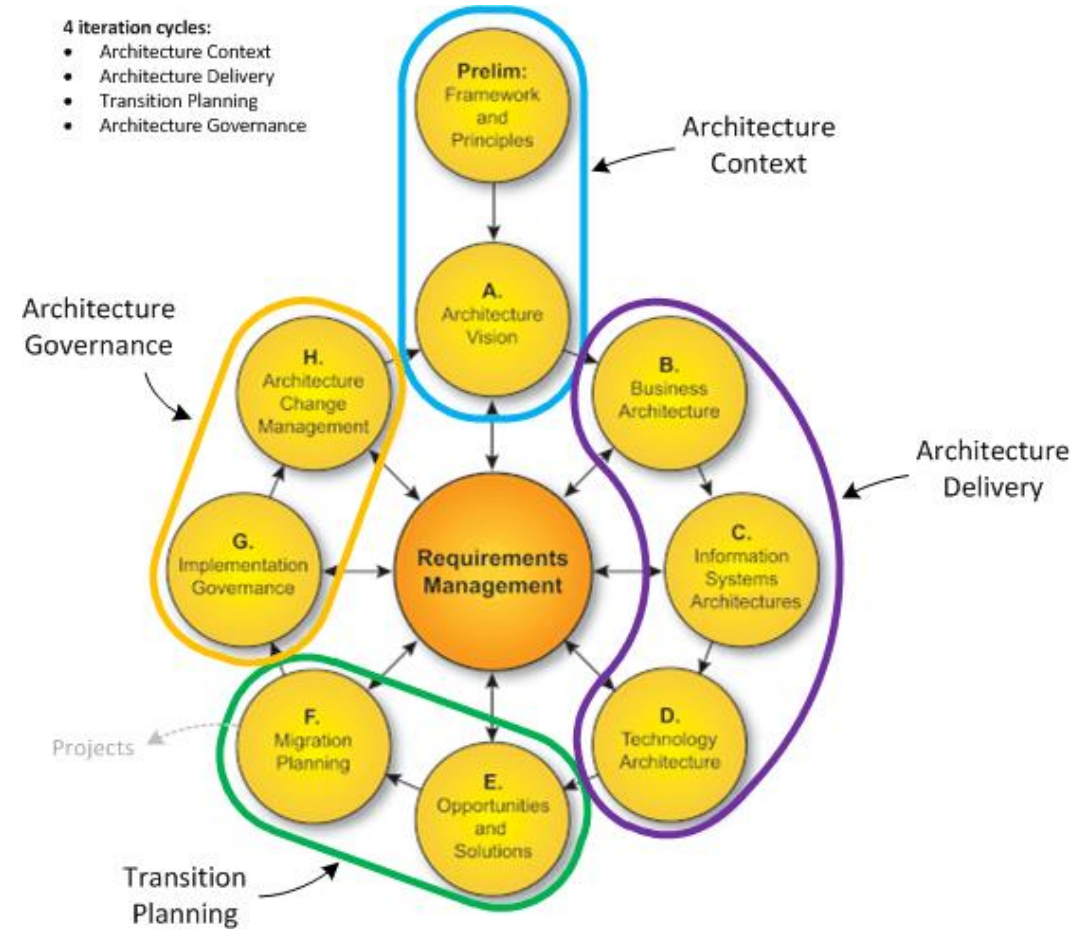 4 iteration cycles:
• Architecture Context
• Architecture Delivery
• Transition Planning
• Architecture Governance
Prelim:
Framework
and
Principles
Architecture
Context
A.
Architecture
Vision
Architecture
Governance
H.
Architecture
Change
Management
B.
Business
Architecture
Architecture
Delivery
G.
Implementation
Governance
Requirements
Management
C.
Information
Systems
Architectures
F.
Migration
Planning
Projects
E.
Opportunities
and
Solutions
D.
Technology
Architecture
Transition
Planning